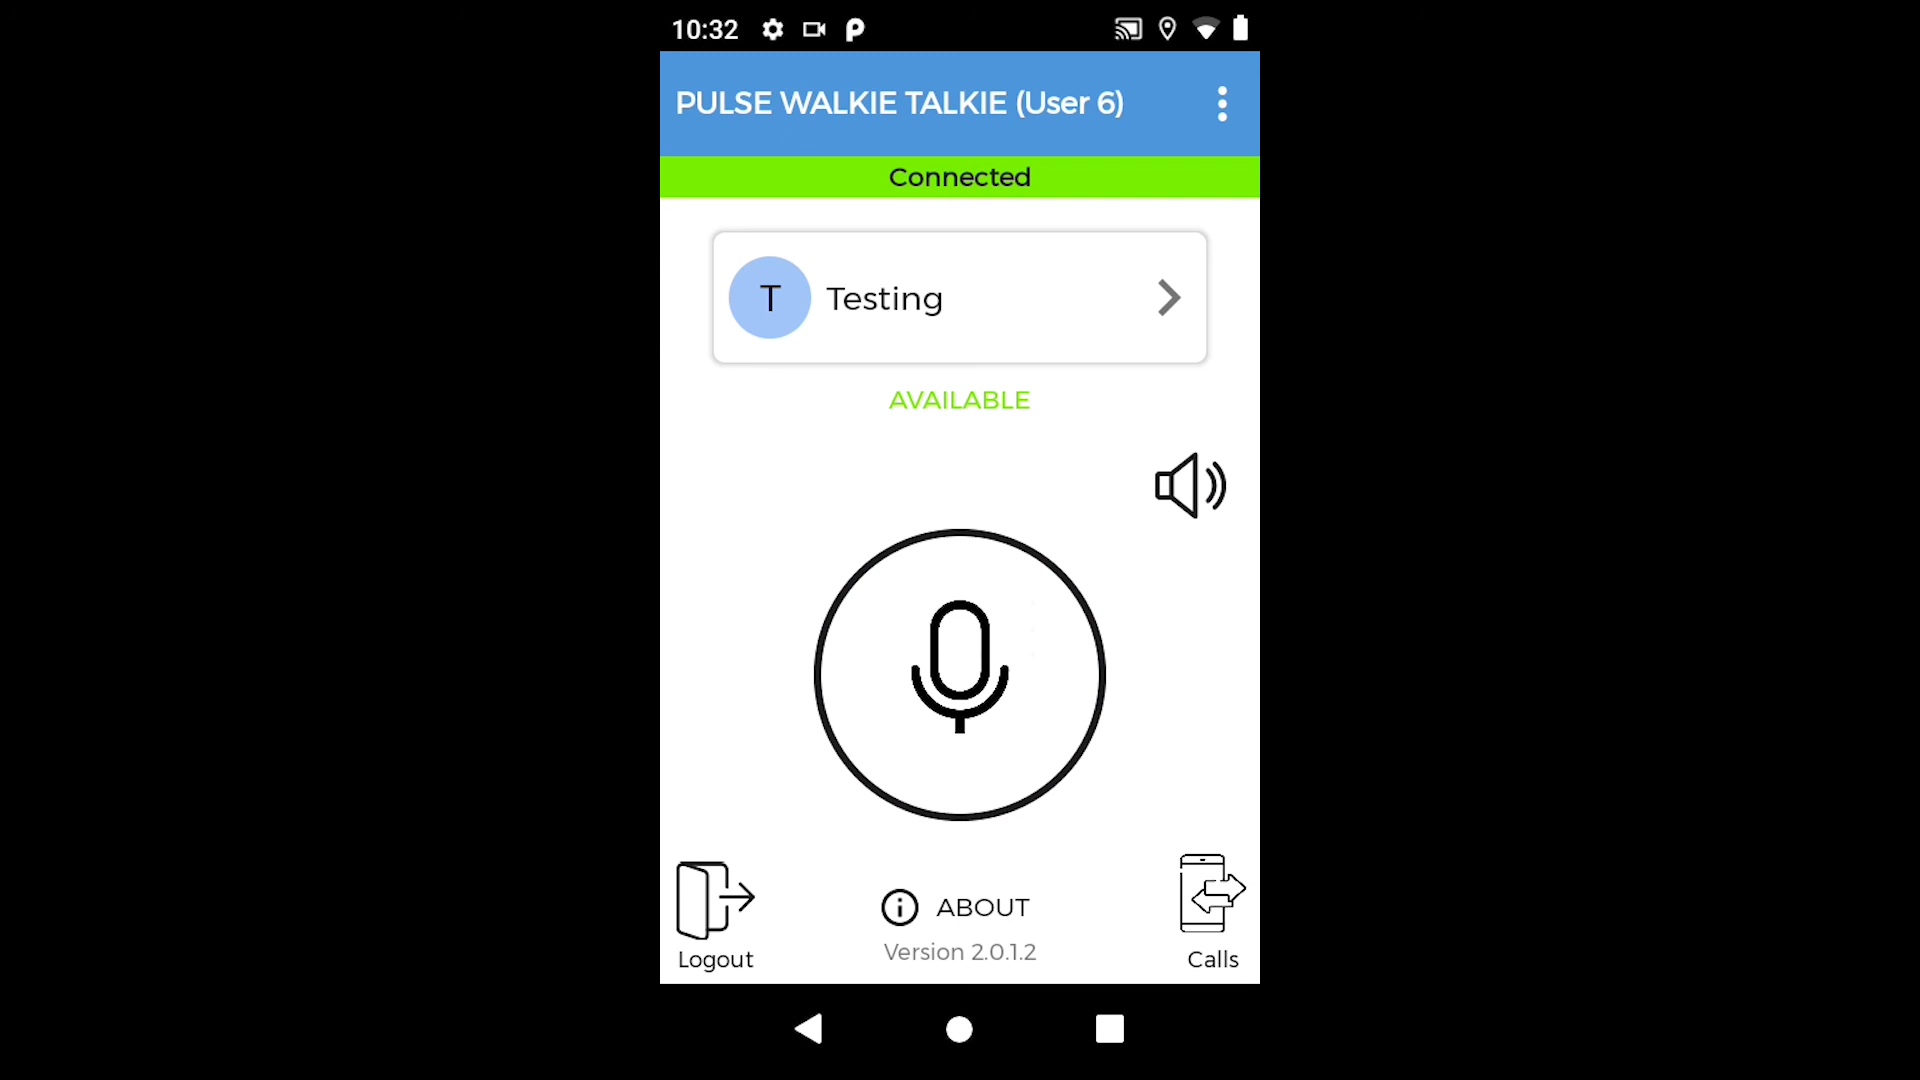 10:32
PULSE WALKIE TALKIE (User 6)
Connected
T Testing
AVAILABLE
ABOUT
Version 2.0.1.2
Logout
Calls